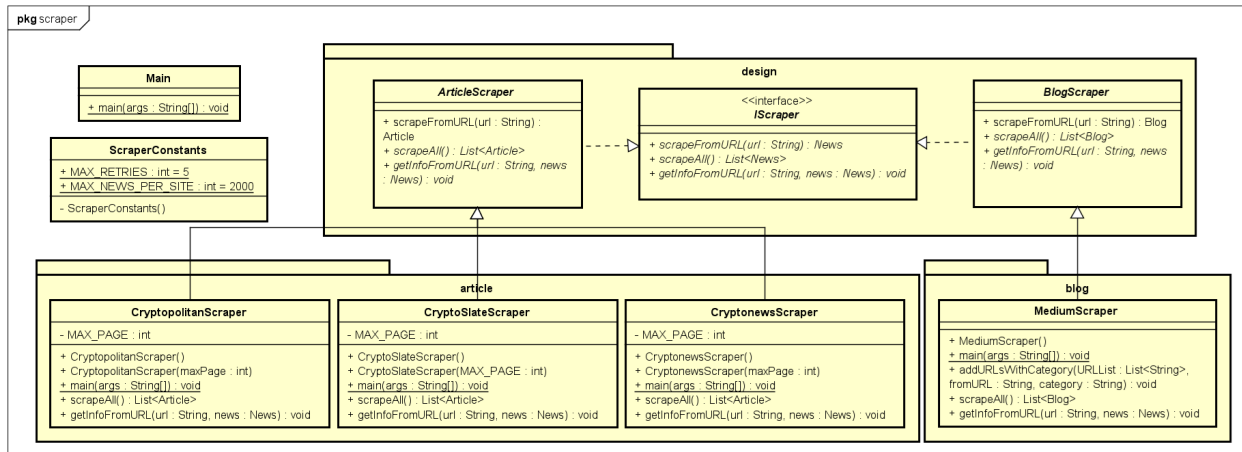 pkg scraper
Main
+ main(args : String[]) : void
ScraperConstants
+ MAX_RETRIES : int = 5
+ MAX_NEWS_PER_SITE : int = 2000
- ScraperConstants()
design
ArticleScraper
+ scrapeFromURL(url : String) :
Article
+ scrapeAll() : List<Article>
+ getInfoFromURL(url : String, news
: News) : void
<<interface>>
IScraper
+ scrapeFromURL(url : String) : News
+ scrapeAll() : List<News>
+ getInfoFromURL(url : String, news : News) : void
BlogScraper
+ scrapeFromURL(url : String) : Blog
+ scrapeAll() : List<Blog>
+ getInfoFromURL(url : String, news
: News) : void
article
CryptopolitanScraper
- MAX_PAGE : int
+ CryptopolitanScraper()
+ CryptopolitanScraper(maxPage : int)
+ main(args : String[]) : void
+ scrapeAll() : List<Article>
+ getInfoFromURL(url : String, news : News) : void
CryptoSlateScraper
- MAX_PAGE : int
+ CryptoSlateScraper()
+ CryptoSlateScraper(MAX_PAGE : int)
+ main(args : String[]) : void
+ scrapeAll() : List<Article>
+ getInfoFromURL(url : String, news : News) : void
CryptonewsScraper
- MAX_PAGE : int
+ CryptonewsScraper()
+ CryptonewsScraper(maxPage : int)
+ main(args : String[]) : void
+ scrapeAll() : List<Article>
+ getInfoFromURL(url : String, news : News) : void
blog
MediumScraper
+ MediumScraper()
+ main(args : String[]) : void
+ addURLsWithCategory(URLList : List<String>,
fromURL : String, category : String) : void
+ scrapeAll() : List<Blog>
+ getInfoFromURL(url : String, news : News) : void